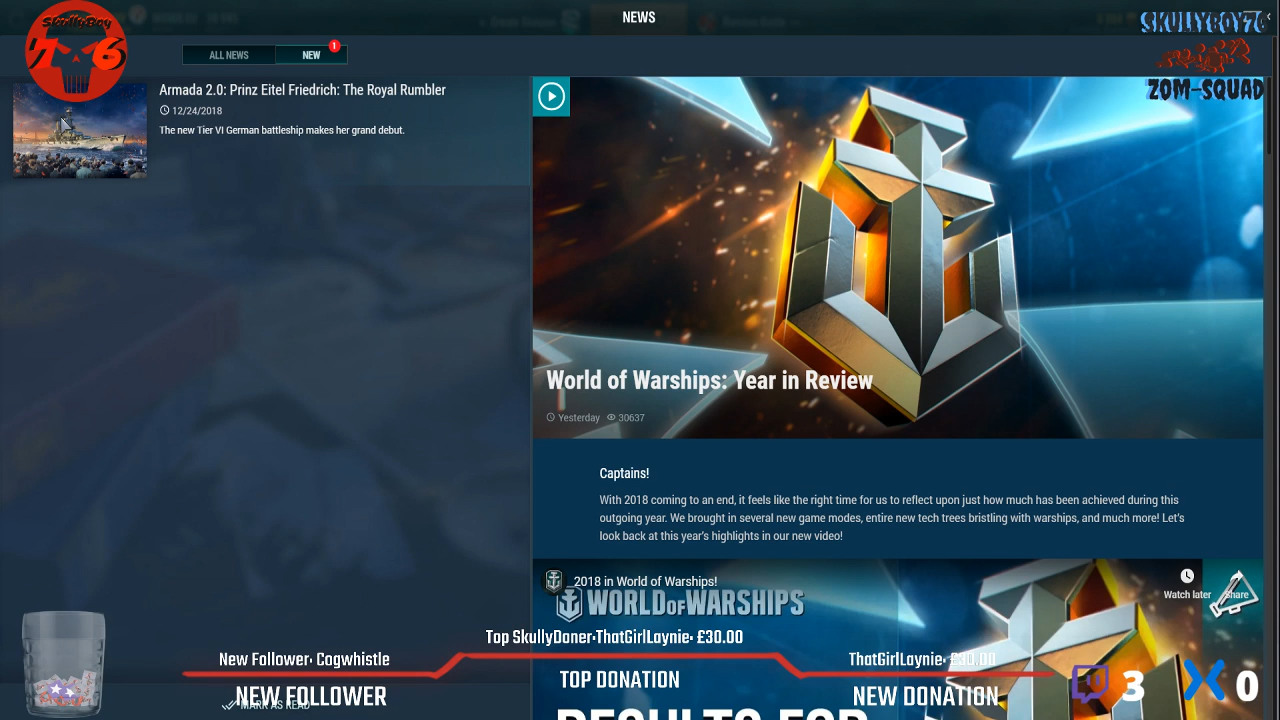 NEWS
SkullyBoy
7 6
SKULLYBOY76
ZOM-SQUAD
ALL NEWS
NEW
1
Armada 2.0: Prinz Eitel Friedrich: The Royal Rumbler
12/24/2018
The new Tier VI German battleship makes her grand debut.
World of Warships: Year in Review
Yesterday 30637
Captains!
With 2018 coming to an end, it feels like the right time for us to reflect upon just how much has been achieved during this
outgoing year. We brought in several new game modes, entire new tech trees bristling with warships, and much more! Let's
look back at this year's highlights in our new video!
2018 in World of Warships!
Watch later
Share
WORLD OF WARSHIPS
Top SkullyDoner·ThatGirlLaynie· £30.00
New Follower· Cogwhistle
ThatGirlLaynie· £30.00
TOP DONATION
NEW FOLLOWER
NEW DONATION
3
0
MARK AS READ
RESULTS FOR